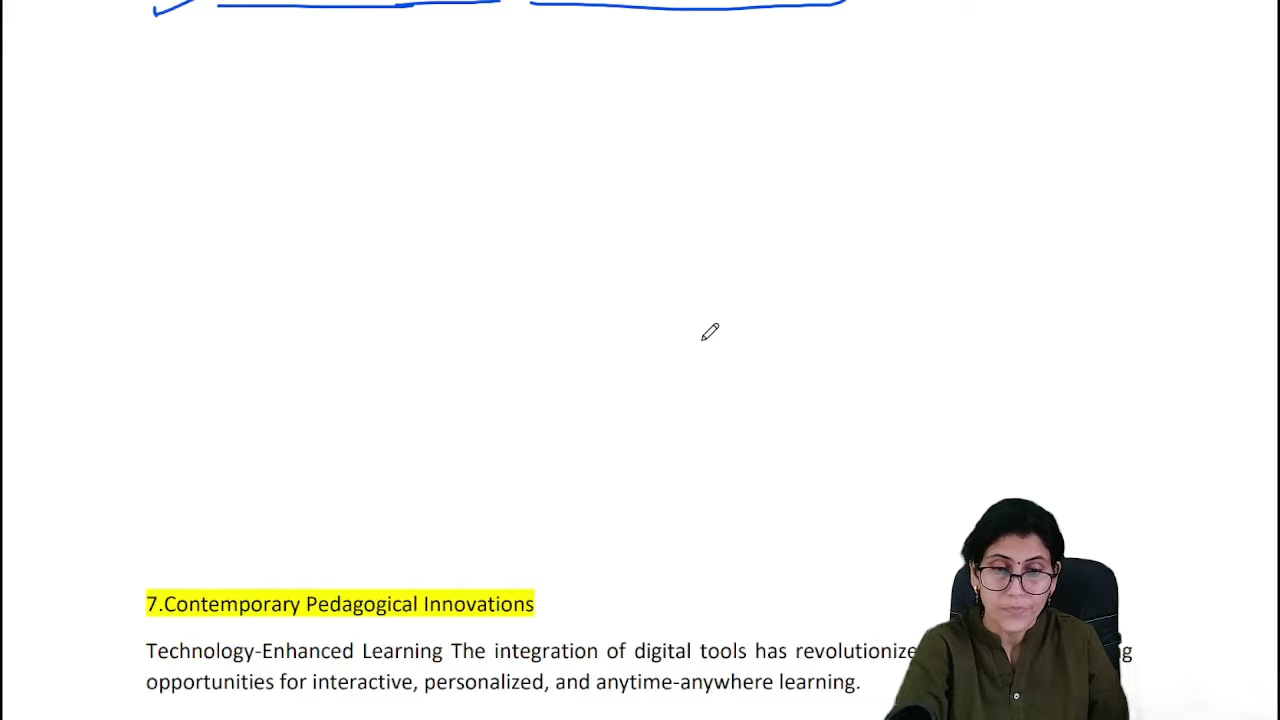 7.Contemporary Pedagogical Innovations
Technology-Enhanced Learning The integration of digital tools has revolutionize
opportunities for interactive, personalized, and anytime-anywhere learning.